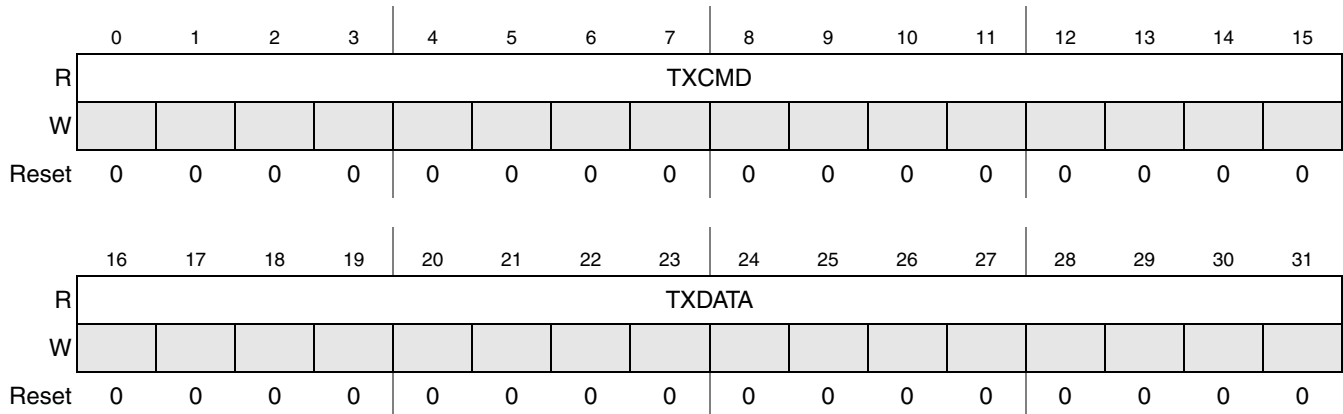 0 1 2 3 4 5 6 7 8 9 10 11 12 13 14 15
R TXCMD
W
Reset 0 0 0 0 0 0 0 0 0 0 0 0 0 0 0 0
16 17 18 19 20 21 22 23 24 25 26 27 28 29 30 31
R TXDATA
W
Reset 0 0 0 0 0 0 0 0 0 0 0 0 0 0 0 0